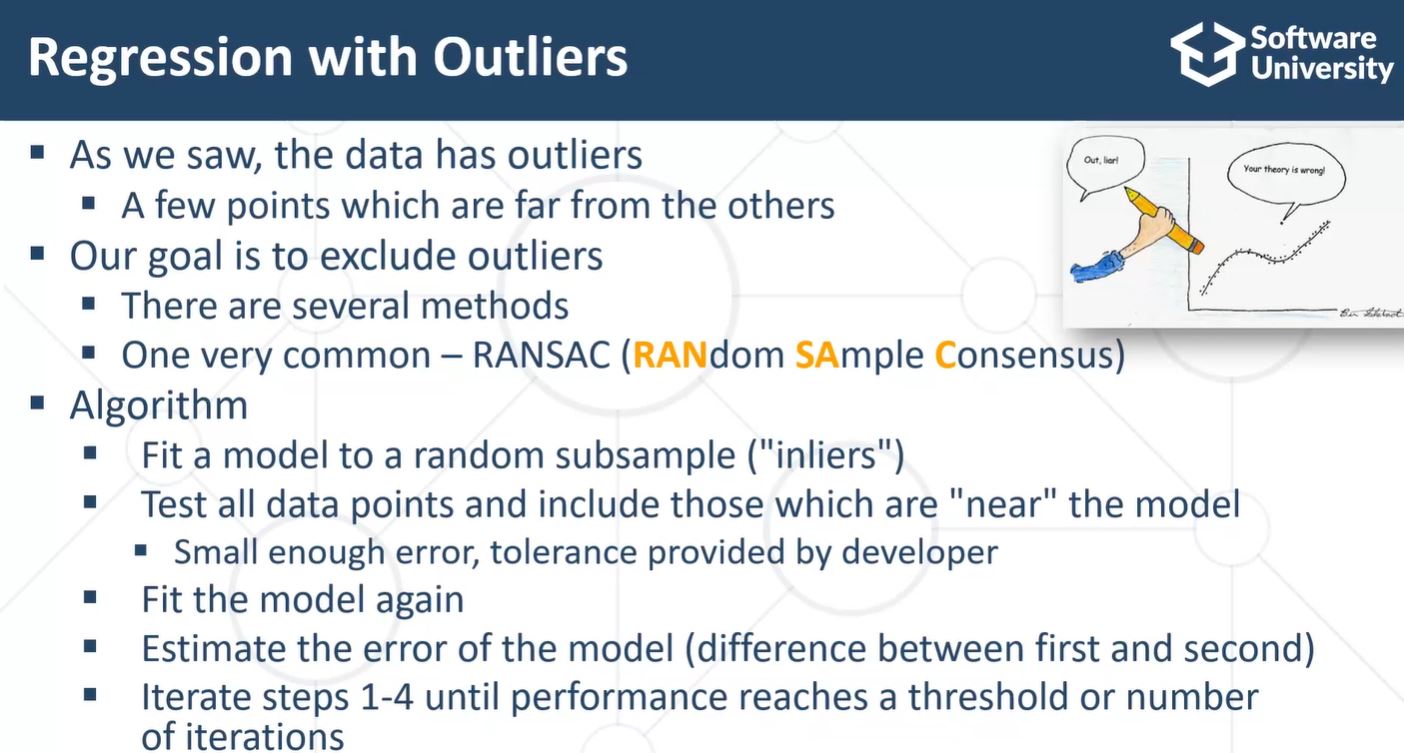 Regression with Outliers
Software
University
▪ As we saw, the data has outliers
▪ A few points which are far from the others
▪ Our goal is to exclude outliers
▪ There are several methods
▪ One very common – RANSAC (RANdom SAmple Consensus)
▪ Algorithm
▪ Fit a model to a random subsample ("inliers")
▪ Test all data points and include those which are "near" the model
▪ Small enough error, tolerance provided by developer
▪ Fit the model again
▪ Estimate the error of the model (difference between first and second)
▪ Iterate steps 1-4 until performance reaches a threshold or number
of iterations
Out, liar!
Your theory is wrong!